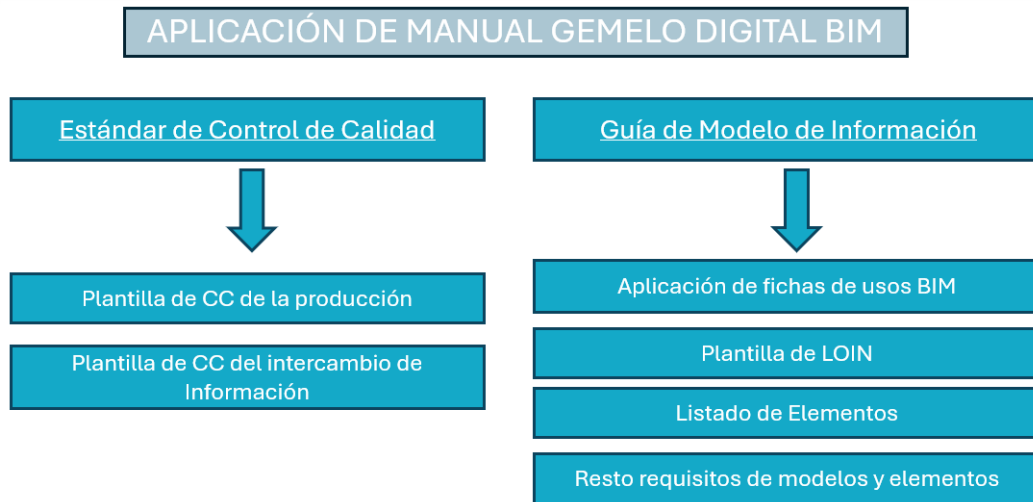 APLICACIÓN DE MANUAL GEMELO DIGITAL BIM
Estándar de Control de Calidad
Plantilla de CC de la producción
Plantilla de CC del intercambio de
Información
Guía de Modelo de Información
Aplicación de fichas de usos BIM
Plantilla de LOIN
Listado de Elementos
Resto requisitos de modelos y elementos